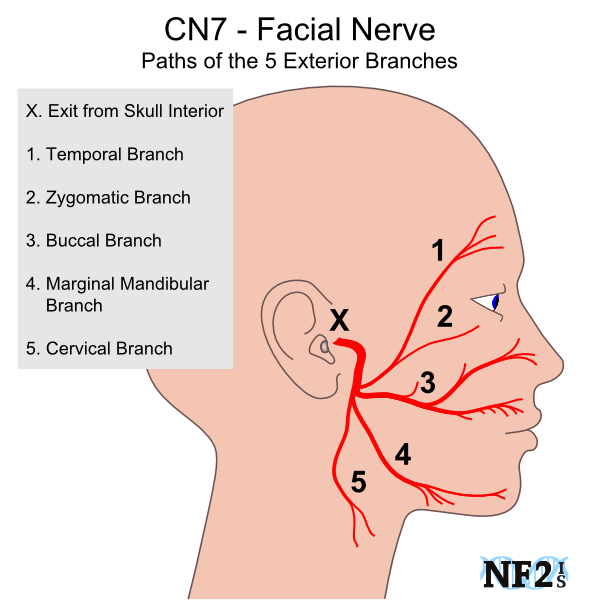 CN7 - Facial Nerve
Paths of the 5 Exterior Branches
X. Exit from Skull Interior
1. Temporal Branch
2. Zygomatic Branch
3. Buccal Branch
4. Marginal Mandibular
Branch
5. Cervical Branch
1
2
X
3
4
5
NF2IS